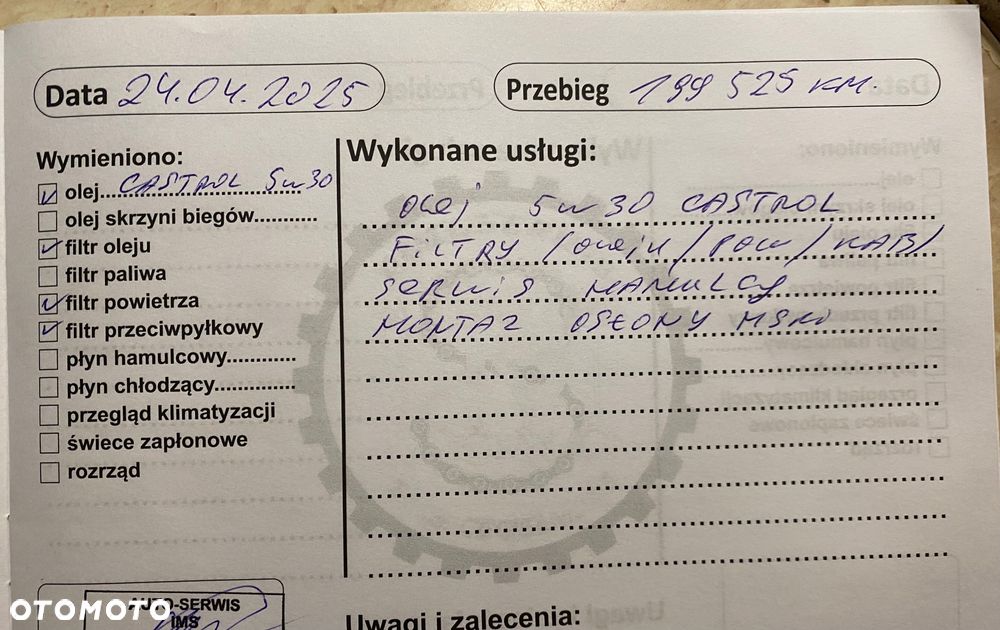 Data 24.04.2025
Przebieg 199 525 KM.
Wymieniono:
olej CASTROL 5w30
olej skrzyni biegów
filtr oleju
filtr paliwa
filtr powietrza
filtr przeciwpyłkowy
płyn hamulcowy
płyn chłodzący
przegląd klimatyzacji
świece zapłonowe
rozrząd
Wykonane usługi:
olej 5w30 CASTROL
FILTRY /oleju/POW/KAB/
SERWIS HAMULCY
MONTAZ OSŁONY
AUTO-SERWIS
IMS
Uwagi i zalecenia:
OTOMOTO